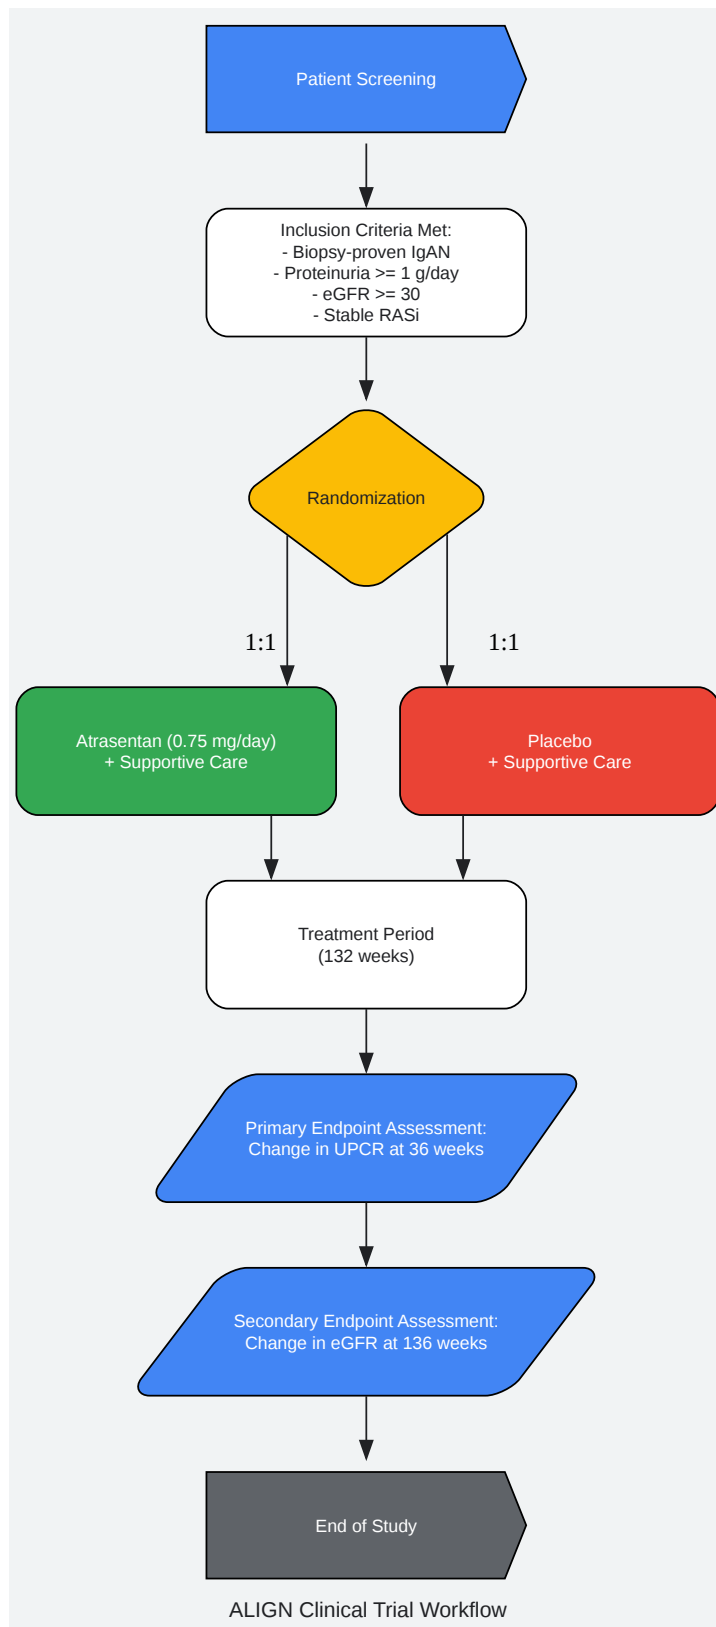 Patient Screening
Inclusion Criteria Met:
- Biopsy-proven IgAN
- Proteinuria >= 1 g/day
- eGFR >= 30
- Stable RASi
Randomization
1:1
1:1
Atrasentan (0.75 mg/day)
+ Supportive Care
Placebo
+ Supportive Care
Treatment Period
(132 weeks)
Primary Endpoint Assessment:
Change in UPCR at 36 weeks
Secondary Endpoint Assessment:
Change in eGFR at 136 weeks
End of Study
ALIGN Clinical Trial Workflow